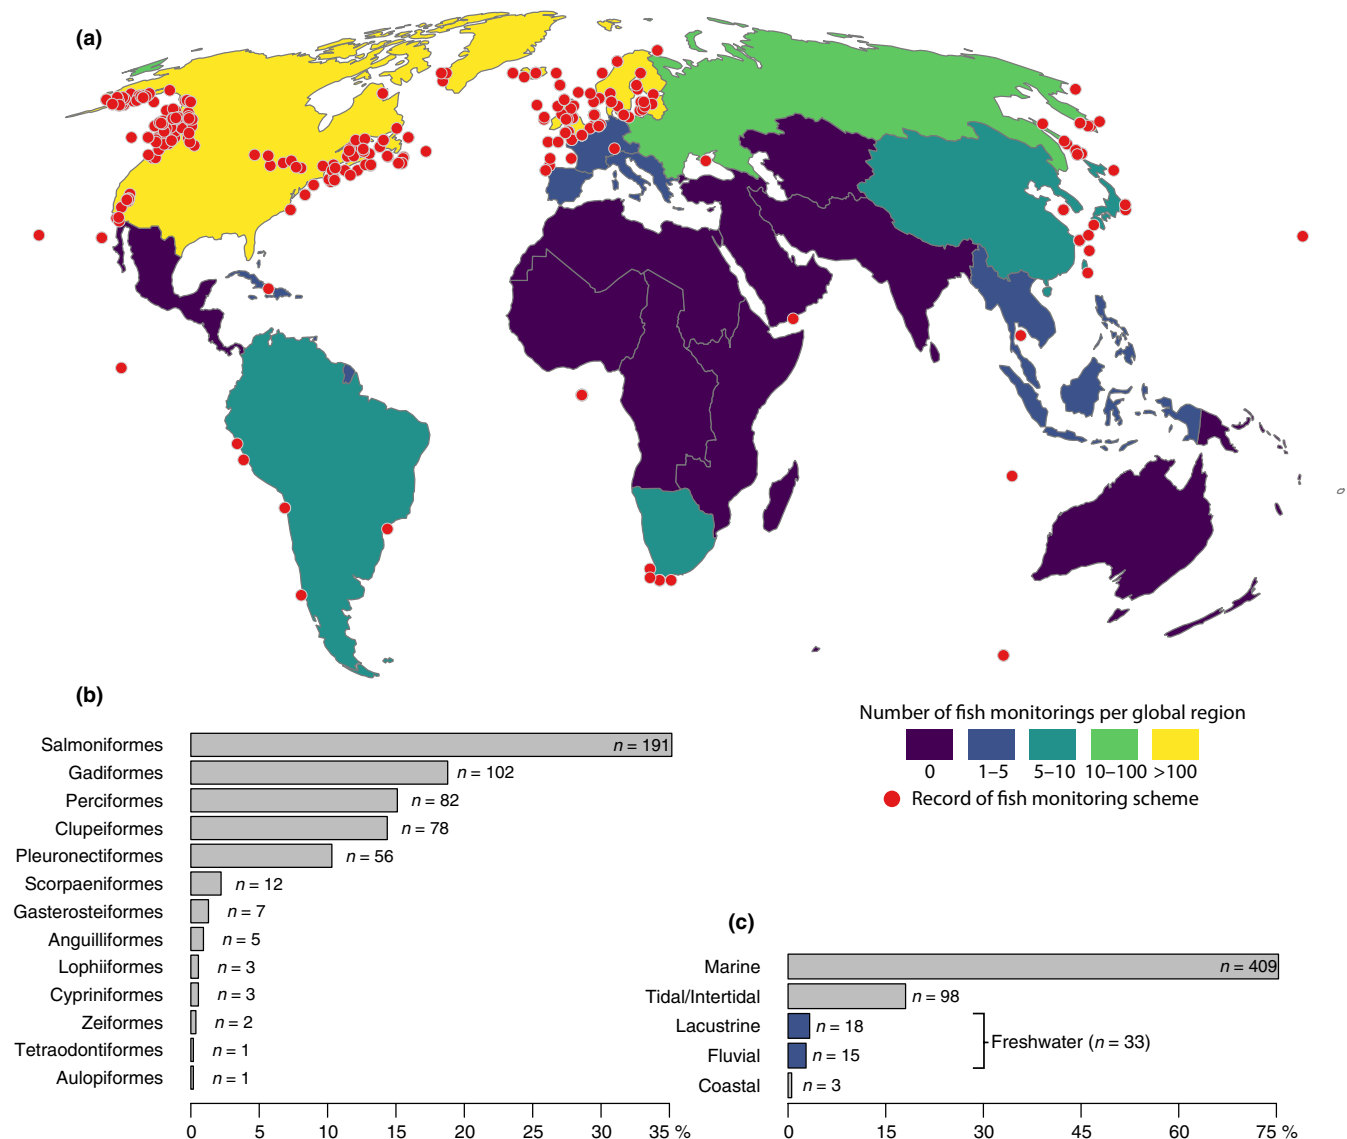 (a)
Number of fish monitorings per global region
0 1–5 5–10 10–100 >100
Record of fish monitoring scheme
(b)
Salmoniformes n = 191
Gadiformes n = 102
Perciformes n = 82
Clupeiformes n = 78
Pleuronectiformes n = 56
Scorpaeniformes n = 12
Gasterosteiformes n = 7
Anguilliformes n = 5
Lophiiformes n = 3
Cypriniformes n = 3
Zeiformes n = 2
Tetraodontiformes n = 1
Aulopiformes n = 1
0 5 10 15 20 25 30 35 %
(c)
Marine n = 409
Tidal/Intertidal n = 98
Lacustrine n = 18
Freshwater (n = 33)
Fluvial n = 15
Coastal n = 3
0 15 30 45 60 75 %